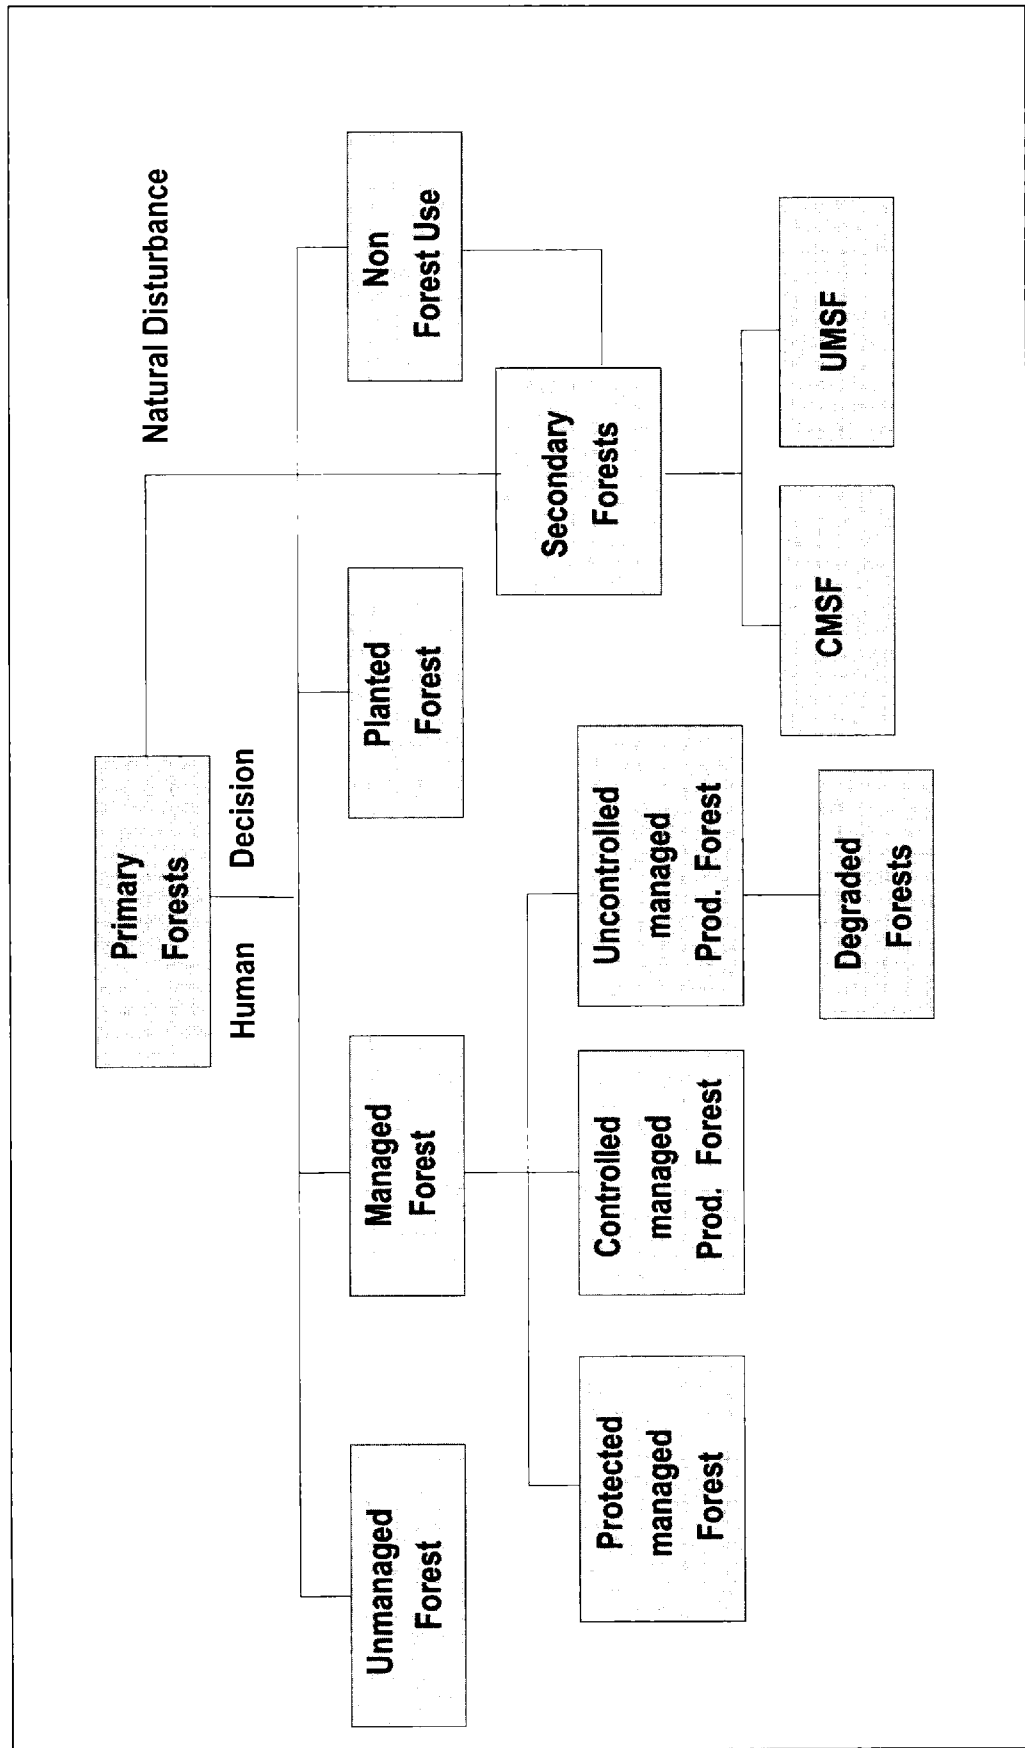 Primary
Forests
Natural Disturbance
Human Decision
Unmanaged
Forest
Managed
Forest
Planted
Forest
Non
Forest Use
Secondary
Forests
Protected
managed
Forest
Controlled
managed
Prod. Forest
Uncontrolled
managed
Prod. Forest
CMSF
UMSF
Degraded
Forests